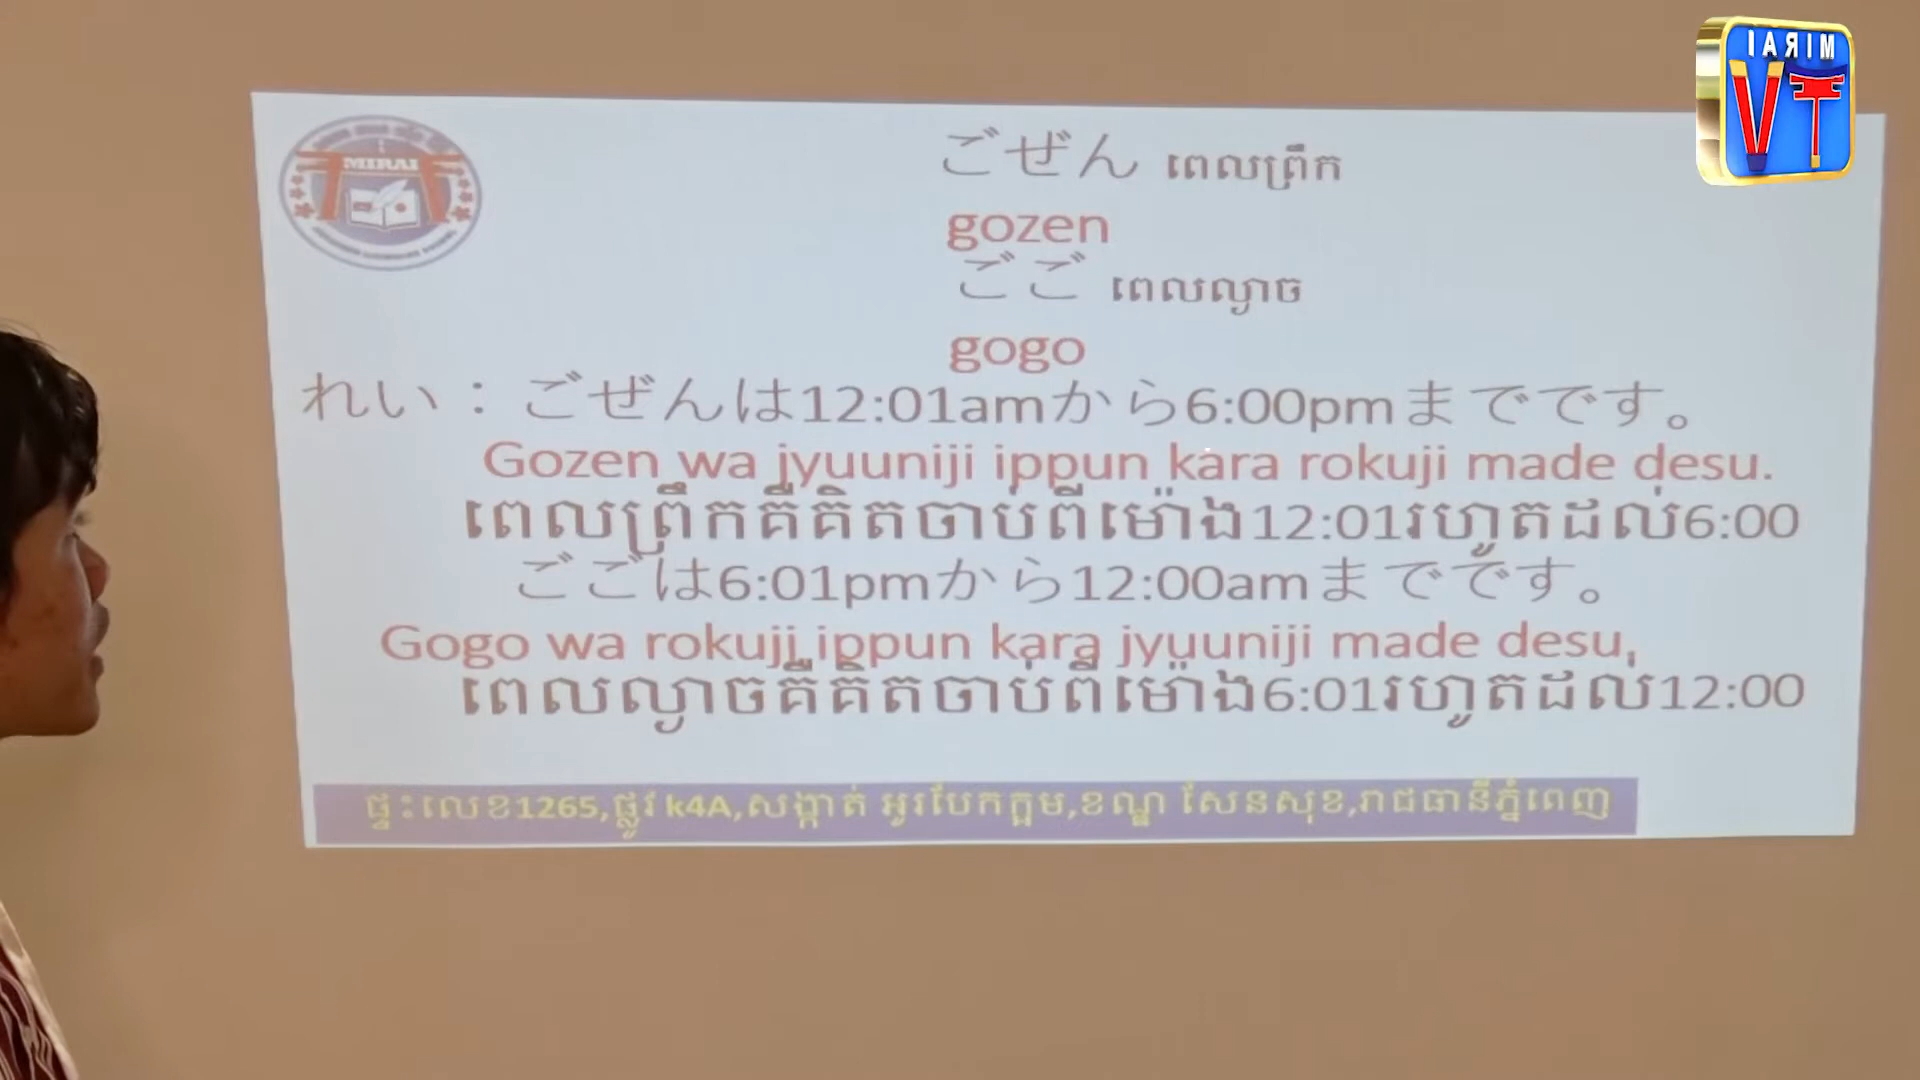 MIRAI
VT
MIRAI
ごぜん ពេលព្រឹក
gozen
ごご ពេលល្ងាច
gogo
れい：ごぜんは12:01amから6:00pmまでです。
Gozen wa jyuuniji ippun kara rokuji made desu.
ពេលព្រឹកគឺគិតចាប់ពីម៉ោង12:01រហូតដល់6:00
ごごは6:01pmから12:00amまでです。
Gogo wa rokuji ippun kara jyuuniji made desu,
ពេលល្ងាចគឺគិតចាប់ពីម៉ោង6:01រហូតដល់12:00
ផ្ទះលេខ1265,ផ្លូវ k4A,សង្កាត់ អូរបែកក្អម,ខណ្ឌ សែនសុខ,រាជធានីភ្នំពេញ